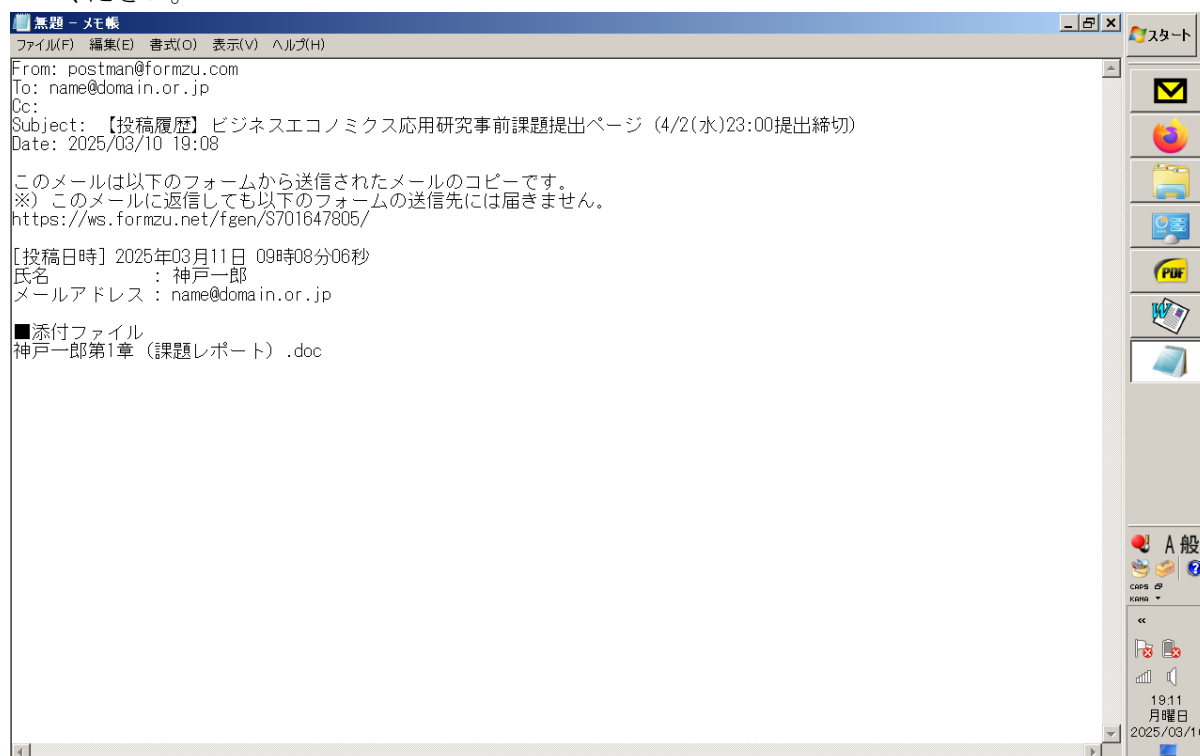 ください。
無題 － メモ帳
ファイル(F) 編集(E) 書式(O) 表示(V) ヘルプ(H)
From: postman@formzu.com
To: name@domain.or.jp
Cc:
Subject: 【投稿履歴】ビジネスエコノミクス応用研究事前課題提出ページ（4/2(水)23:00提出締切）
Date: 2025/03/10 19:08
このメールは以下のフォームから送信されたメールのコピーです。
※）このメールに返信しても以下のフォームの送信先には届きません。
https://ws.formzu.net/fgen/S701647805/
[投稿日時] 2025年03月11日 09時08分06秒
氏名 ： 神戸一郎
メールアドレス ： name@domain.or.jp
■添付ファイル
神戸一郎第1章（課題レポート）.doc
スタート
PDF
W
A 般
CAPS
KANA
19:11
月曜日
2025/03/1